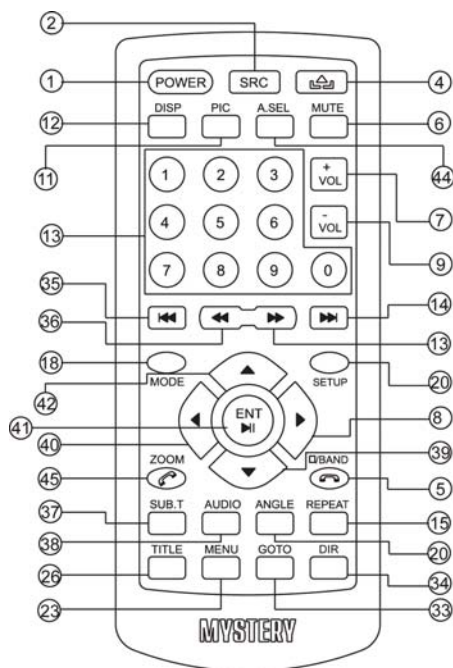 2
1 POWER SRC 4
12 DISP PIC A.SEL MUTE 6
11 44
1 2 3 + VOL
7
13 4 5 6 - VOL
9
7 8 9 0
35 14
36 13
18 MODE SETUP 20
42
41 ENT 8
40 39
45 ZOOM /BAND 5
37 SUB.T AUDIO ANGLE REPEAT 15
38 20
26 TITLE MENU GOTO DIR 34
23 33
MYSTERY